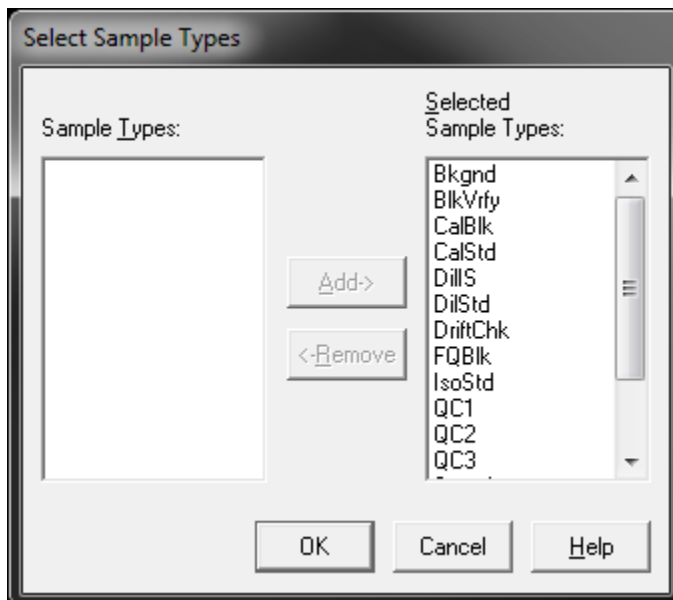 Select Sample Types
Sample Types:
Selected
Sample Types:
Bkgnd
BlkVrfy
CalBlk
CalStd
DilIS
DilStd
DriftChk
FQBlk
IsoStd
QC1
QC2
QC3
Add->
<-Remove
OK
Cancel
Help